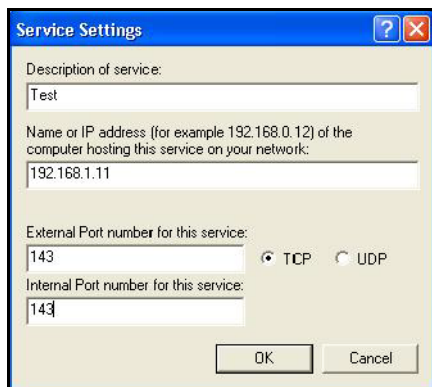 Service Settings
Description of service:
Test
Name or IP address (for example 192.168.0.12) of the
computer hosting this service on your network:
192.168.1.11
External Port number for this service:
143
TCP UDP
Internal Port number for this service:
143
OK Cancel